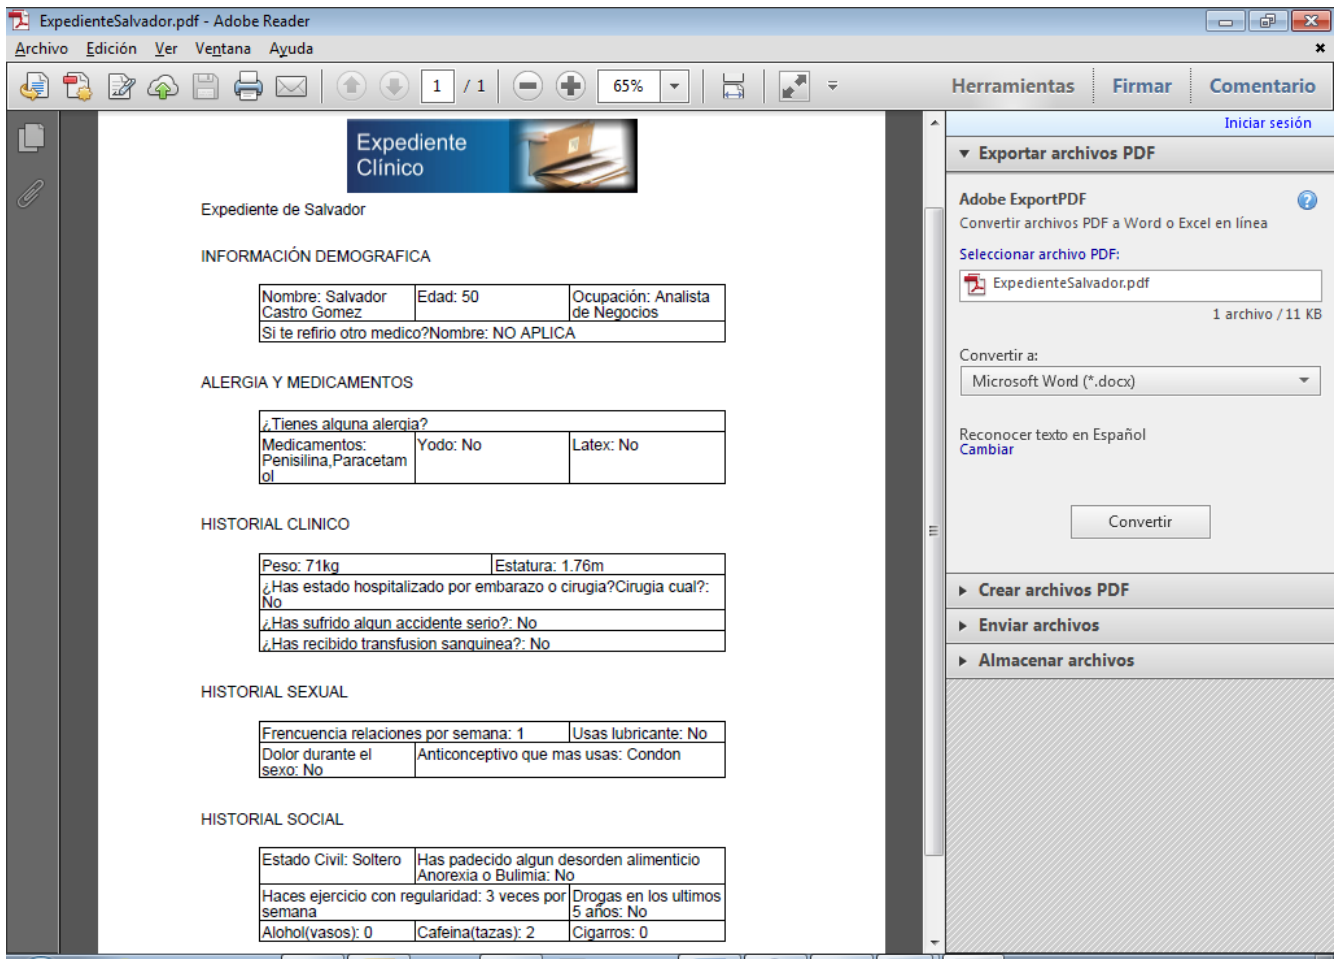 ExpedienteSalvador.pdf - Adobe Reader
Archivo Edición Ver Ventana Ayuda
1 / 1 65% Herramientas Firmar Comentario
Iniciar sesión
Exportar archivos PDF
Adobe ExportPDF
Convertir archivos PDF a Word o Excel en línea
Seleccionar archivo PDF:
ExpedienteSalvador.pdf
1 archivo / 11 KB
Convertir a:
Microsoft Word (*.docx)
Reconocer texto en Español
Cambiar
Convertir
Crear archivos PDF
Enviar archivos
Almacenar archivos
Expediente
Clínico
Expediente de Salvador
INFORMACIÓN DEMOGRAFICA
Nombre: Salvador
Castro Gomez
Edad: 50
Ocupación: Analista
de Negocios
Si te refirio otro medico?Nombre: NO APLICA
ALERGIA Y MEDICAMENTOS
¿Tienes alguna alergia?
Medicamentos:
Penisilina,Paracetam
ol
Yodo: No
Latex: No
HISTORIAL CLINICO
Peso: 71kg
Estatura: 1.76m
¿Has estado hospitalizado por embarazo o cirugia?Cirugia cual?:
No
¿Has sufrido algun accidente serio?: No
¿Has recibido transfusion sanguinea?: No
HISTORIAL SEXUAL
Frencuencia relaciones por semana: 1
Usas lubricante: No
Dolor durante el
sexo: No
Anticonceptivo que mas usas: Condon
HISTORIAL SOCIAL
Estado Civil: Soltero
Has padecido algun desorden alimenticio
Anorexia o Bulimia: No
Haces ejercicio con regularidad: 3 veces por
semana
Drogas en los ultimos
5 años: No
Alohol(vasos): 0
Cafeina(tazas): 2
Cigarros: 0